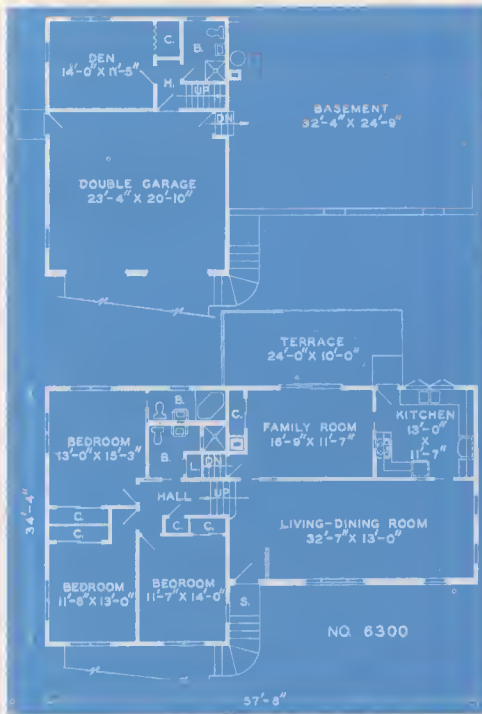 DEN
14'-0" X 11'-5"
C.
B.
H.
UP
DN
BASEMENT
32'-4" X 24'-9"
DOUBLE GARAGE
23'-4" X 20'-10"
TERRACE
24'-0" X 10'-0"
B.
C.
BEDROOM
13'-0" X 15'-3"
B.
L.
DN
FAMILY ROOM
16'-9" X 11'-7"
KITCHEN
13'-0"
X
11'-7"
HALL
UP
C.
C.
C.
C.
LIVING-DINING ROOM
32'-7" X 13'-0"
BEDROOM
11'-8" X 13'-0"
BEDROOM
11'-7" X 14'-0"
S.
NO. 6300
34'-4"
57'-8"